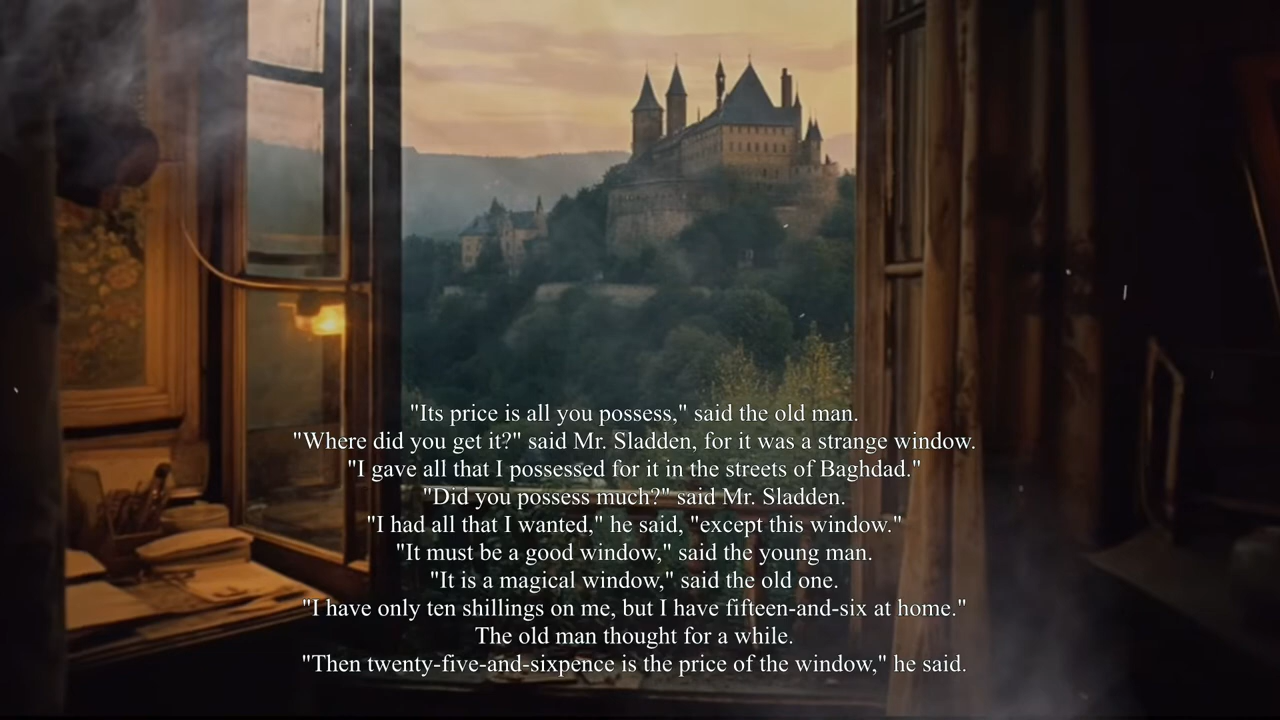 "Its price is all you possess," said the old man.
"Where did you get it?" said Mr. Sladden, for it was a strange window.
"I gave all that I possessed for it in the streets of Baghdad."
"Did you possess much?" said Mr. Sladden.
"I had all that I wanted," he said, "except this window."
"It must be a good window," said the young man.
"It is a magical window," said the old one.
"I have only ten shillings on me, but I have fifteen-and-six at home."
The old man thought for a while.
"Then twenty-five-and-sixpence is the price of the window," he said.